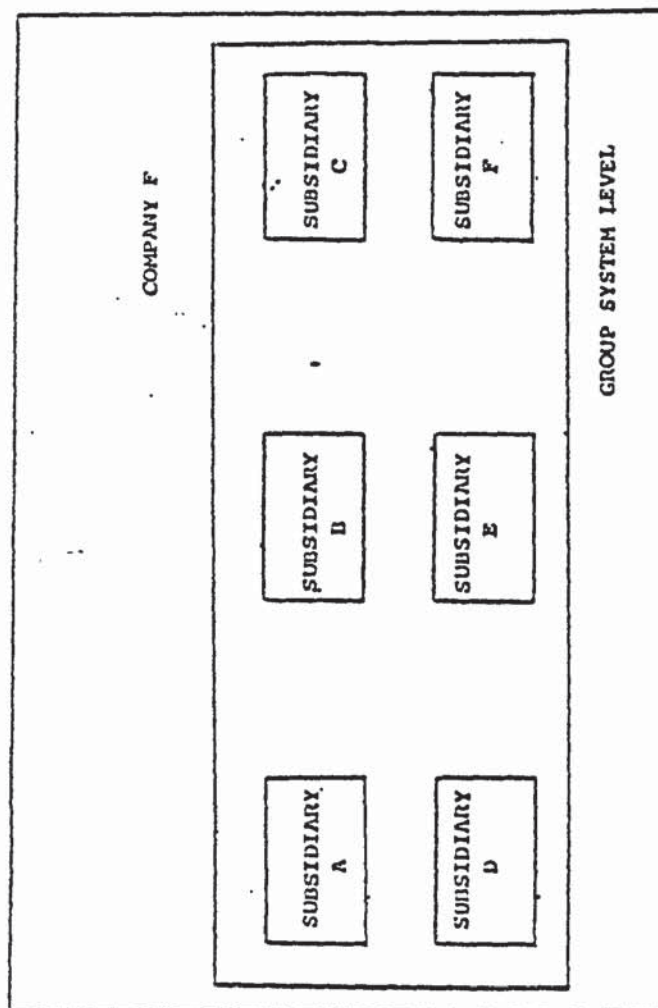 COMPANY F
SUBSIDIARY
A
SUBSIDIARY
B
SUBSIDIARY
C
SUBSIDIARY
D
SUBSIDIARY
E
SUBSIDIARY
F
GROUP SYSTEM LEVEL